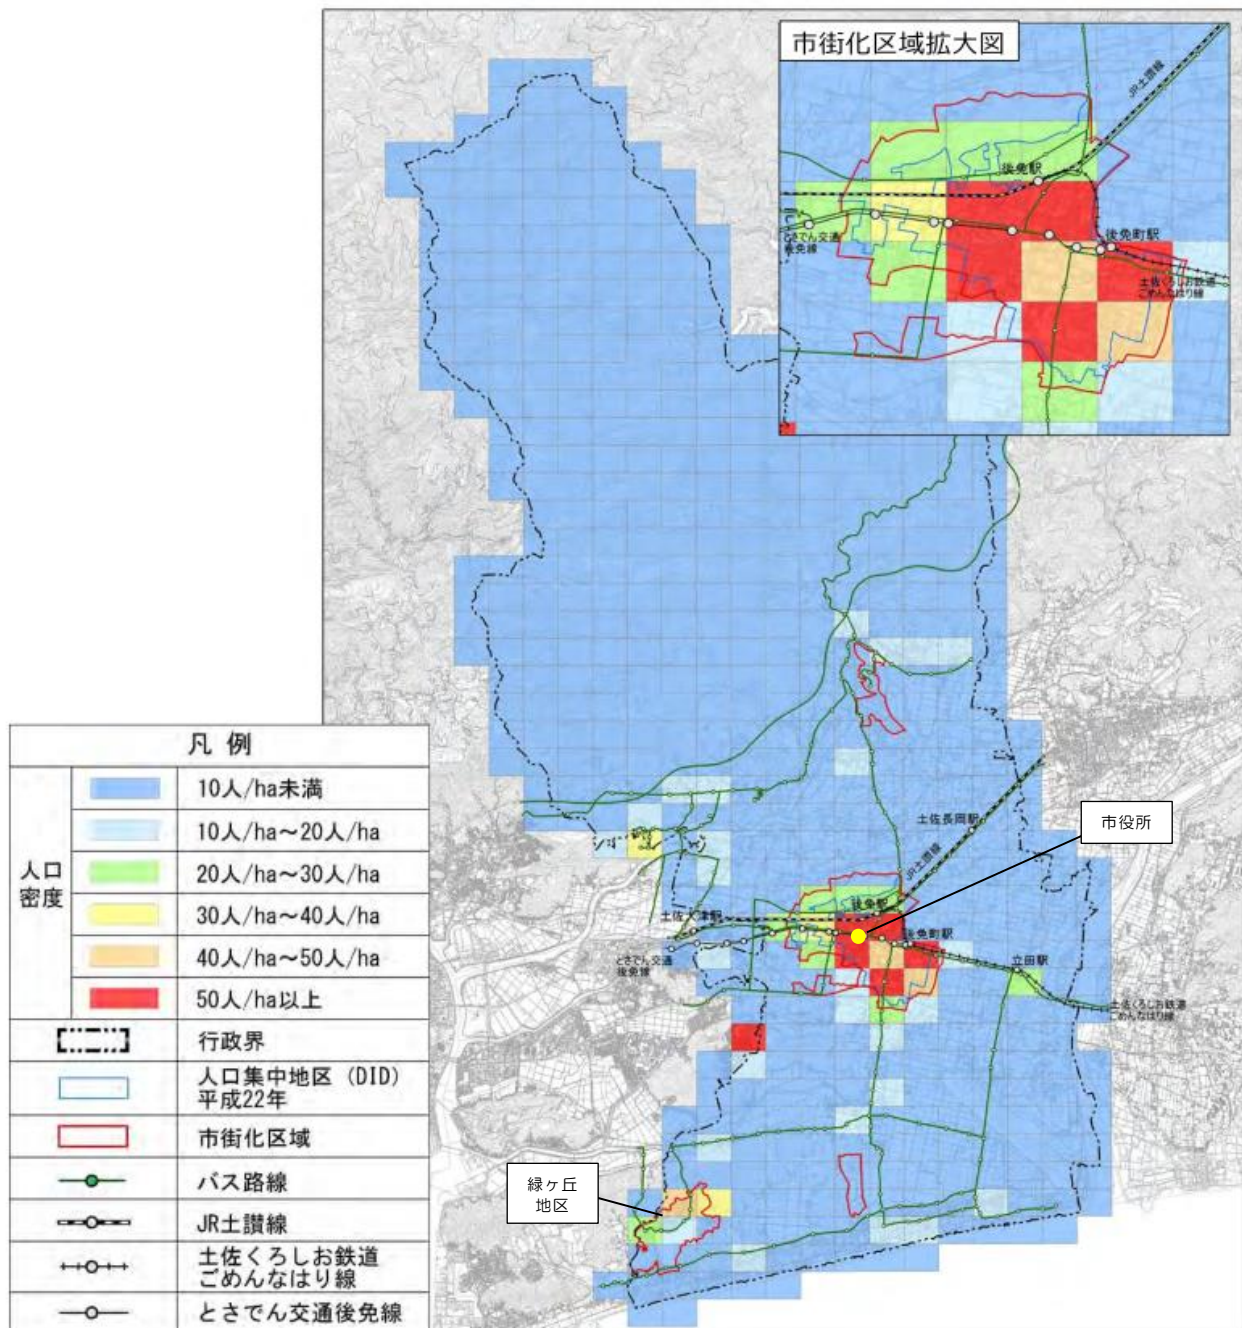 市街化区域拡大図
JR土讃線
後免駅
後免町駅
とさでん交通
後免線
土佐くろしお鉄道
ごめんなはり線
凡 例
人口
密度
10人/ha未満
10人/ha～20人/ha
20人/ha～30人/ha
30人/ha～40人/ha
40人/ha～50人/ha
50人/ha以上
行政界
人口集中地区（DID）
平成22年
市街化区域
バス路線
JR土讃線
土佐くろしお鉄道
ごめんなはり線
とさでん交通後免線
市役所
土佐長岡駅
JR土讃線
後免駅
土佐大津駅
後免町駅
とさでん交通
後免線
立田駅
土佐くろしお鉄道
ごめんなはり線
緑ヶ丘
地区